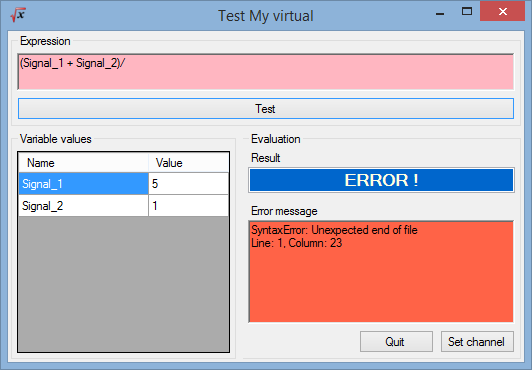 Test My virtual
Expression
(Signal_1 + Signal_2)/
Test
Variable values
Name Value
Signal_1 5
Signal_2 1
Evaluation
Result
ERROR !
Error message
SyntaxError: Unexpected end of file
Line: 1, Column: 23
Quit Set channel